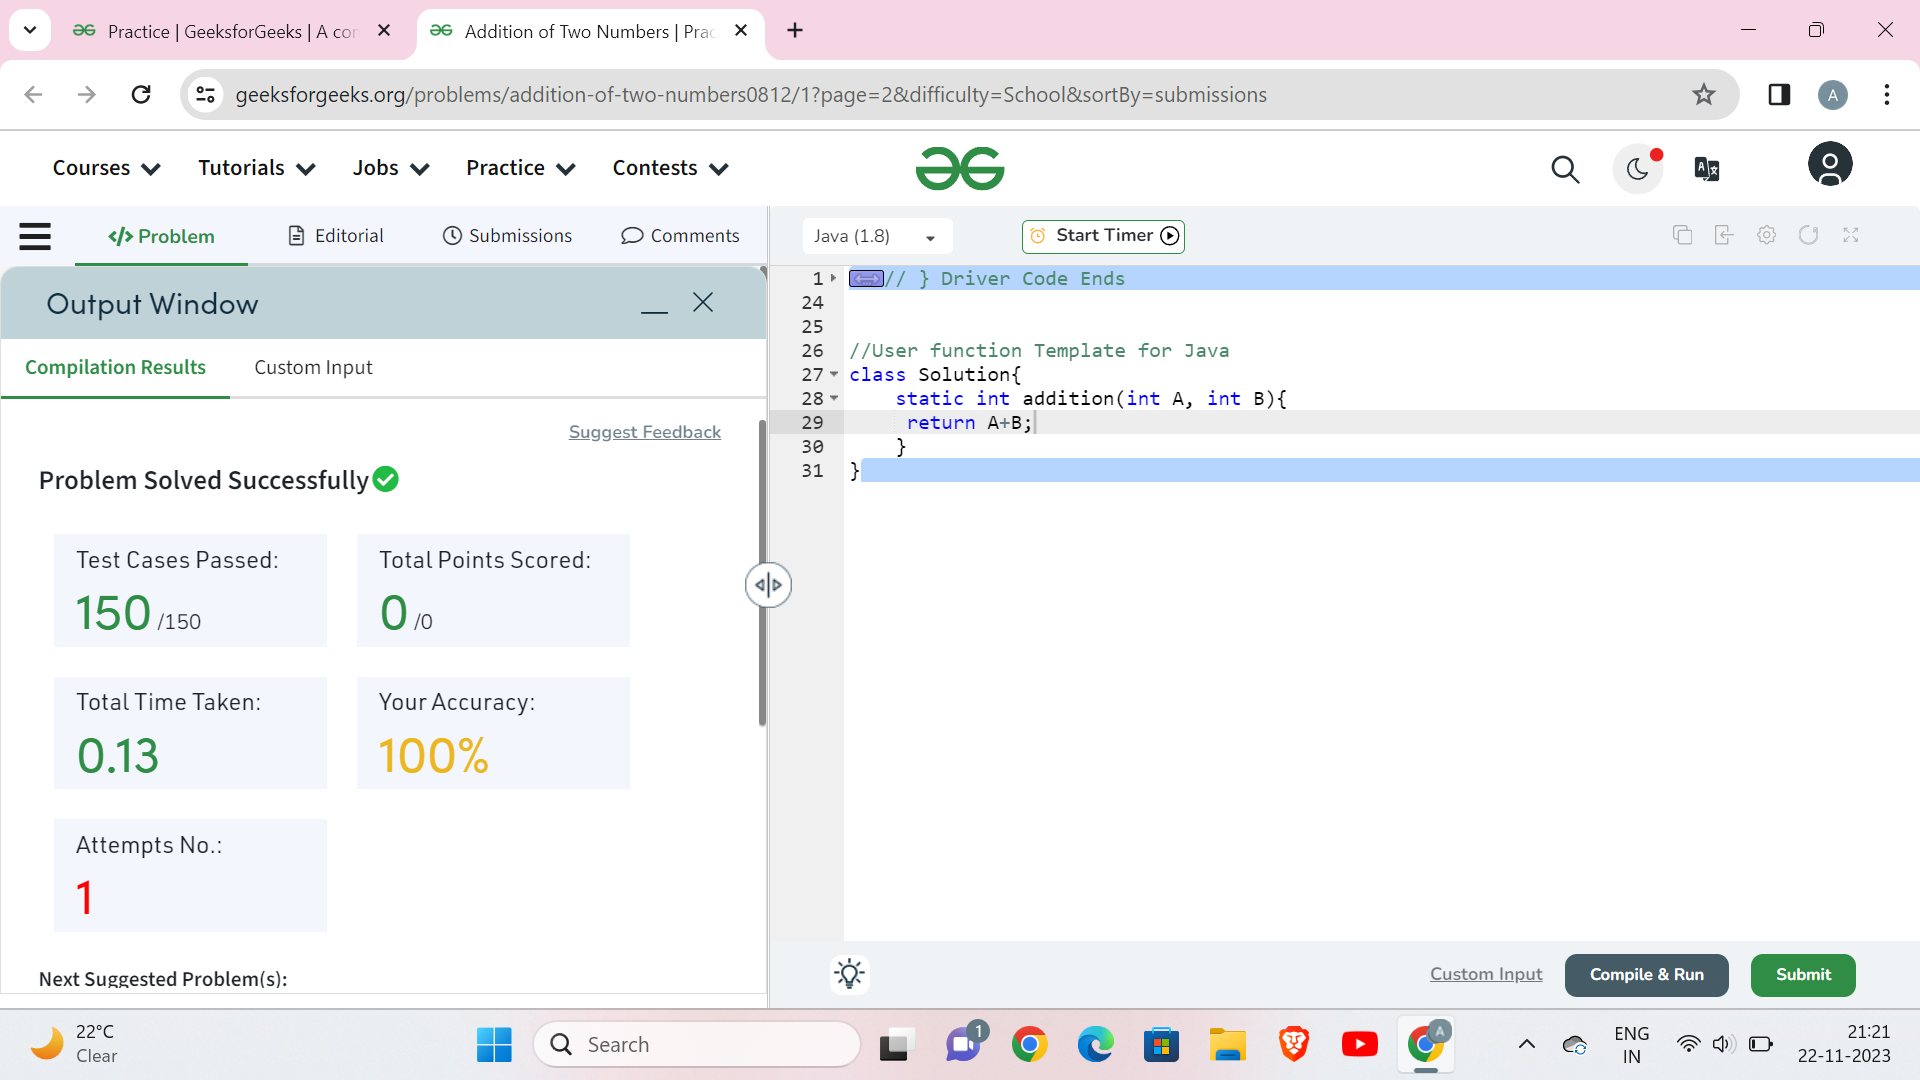 Practice | GeeksforGeeks | A co
Addition of Two Numbers | Prac
geeksforgeeks.org/problems/addition-of-two-numbers0812/1?page=2&difficulty=School&sortBy=submissions
A
Courses
Tutorials
Jobs
Practice
Contests
</> Problem
Editorial
Submissions
Comments
Java (1.8)
Start Timer
Output Window
Compilation Results
Custom Input
Suggest Feedback
Problem Solved Successfully
Test Cases Passed:
150 /150
Total Points Scored:
0 /0
Total Time Taken:
0.13
Your Accuracy:
100%
Attempts No.:
1
Next Suggested Problem(s):
1 // } Driver Code Ends
24
25
26 //User function Template for Java
27 class Solution{
28 static int addition(int A, int B){
29 return A+B;
30 }
31 }
Custom Input
Compile & Run
Submit
22°C
Clear
Search
1
A
ENG
IN
21:21
22-11-2023